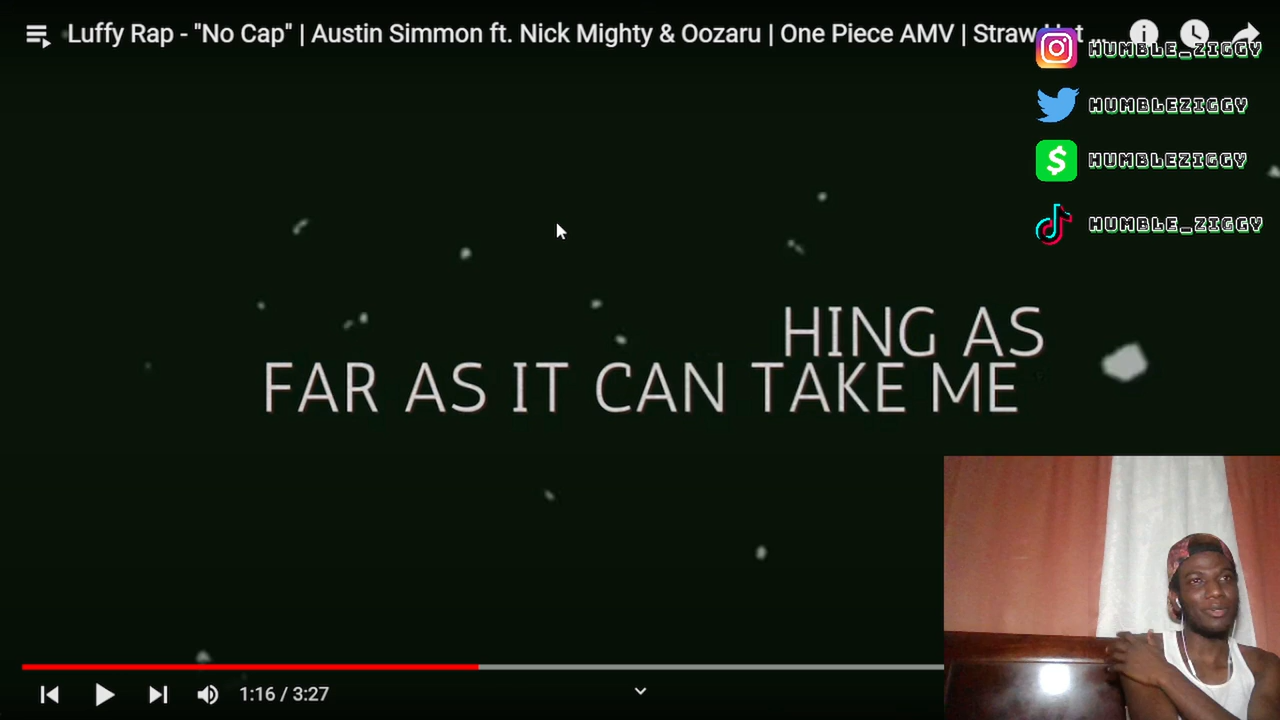 Luffy Rap - "No Cap" | Austin Simmon ft. Nick Mighty & Oozaru | One Piece AMV | Straw Hat ...
HUMBLE_ZIGGY
HUMBLEZIGGY
HUMBLEZIGGY
HUMBLE_ZIGGY
HING AS
FAR AS IT CAN TAKE ME
1:16 / 3:27